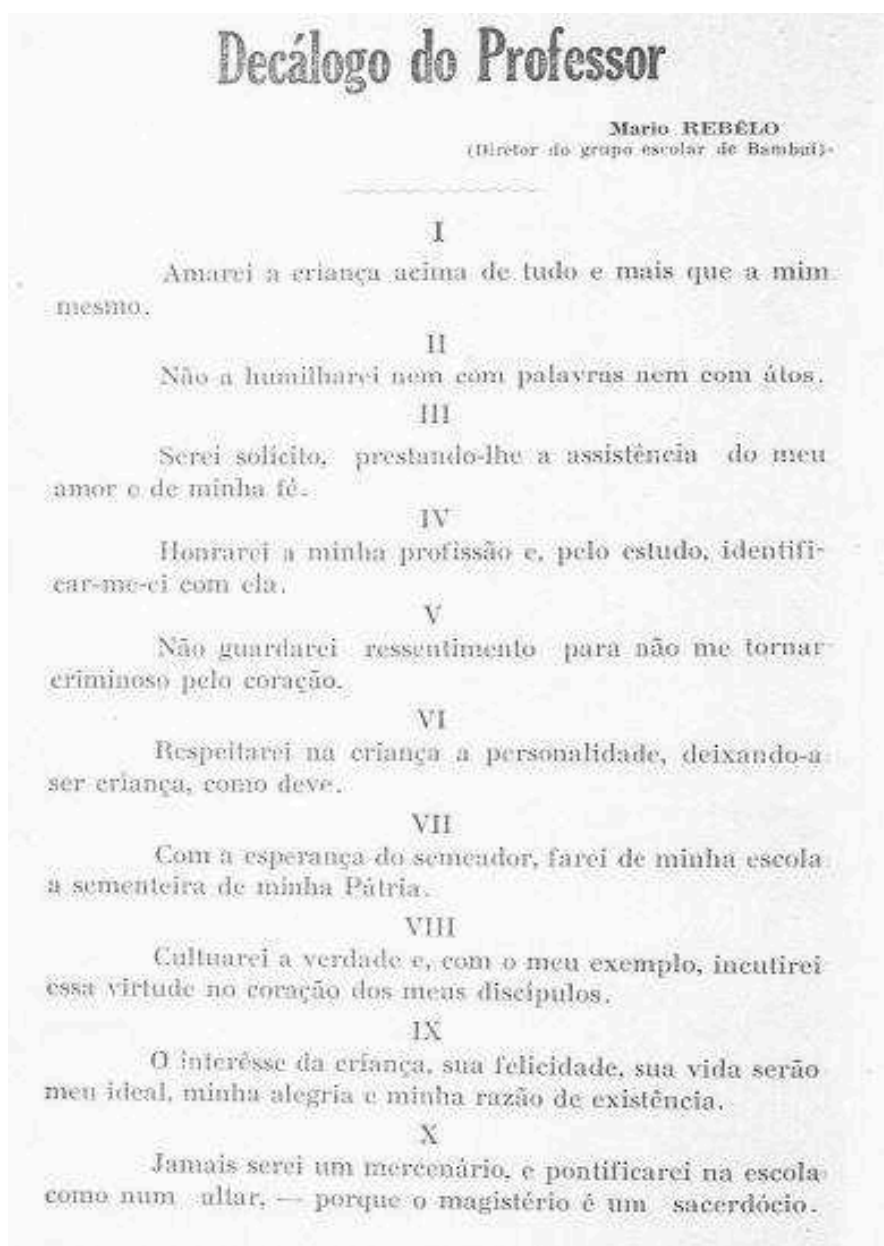 Decálogo do Professor
Mario REBÊLO
(Diretor do grupo escolar de Bambuí)
I
Amarei a criança acima de tudo e mais que a mim
mesmo.
II
Não a humilharei nem com palavras nem com átos.
III
Serei solícito, prestando-lhe a assistência do meu
amor e de minha fé.
IV
Honrarei a minha profissão e, pelo estudo, identifi-
car-me-ei com ela.
V
Não guardarei ressentimento para não me tornar
criminoso pelo coração.
VI
Respeitarei na criança a personalidade, deixando-a
ser criança, como deve.
VII
Com a esperança do semeador, farei de minha escola
a sementeira de minha Pátria.
VIII
Cultuarei a verdade e, com o meu exemplo, incutirei
essa virtude no coração dos meus discípulos.
IX
O interêsse da criança, sua felicidade, sua vida serão
meu ideal, minha alegria e minha razão de existência.
X
Jamais serei um mercenário, e pontificarei na escola
como num altar, — porque o magistério é um sacerdócio.